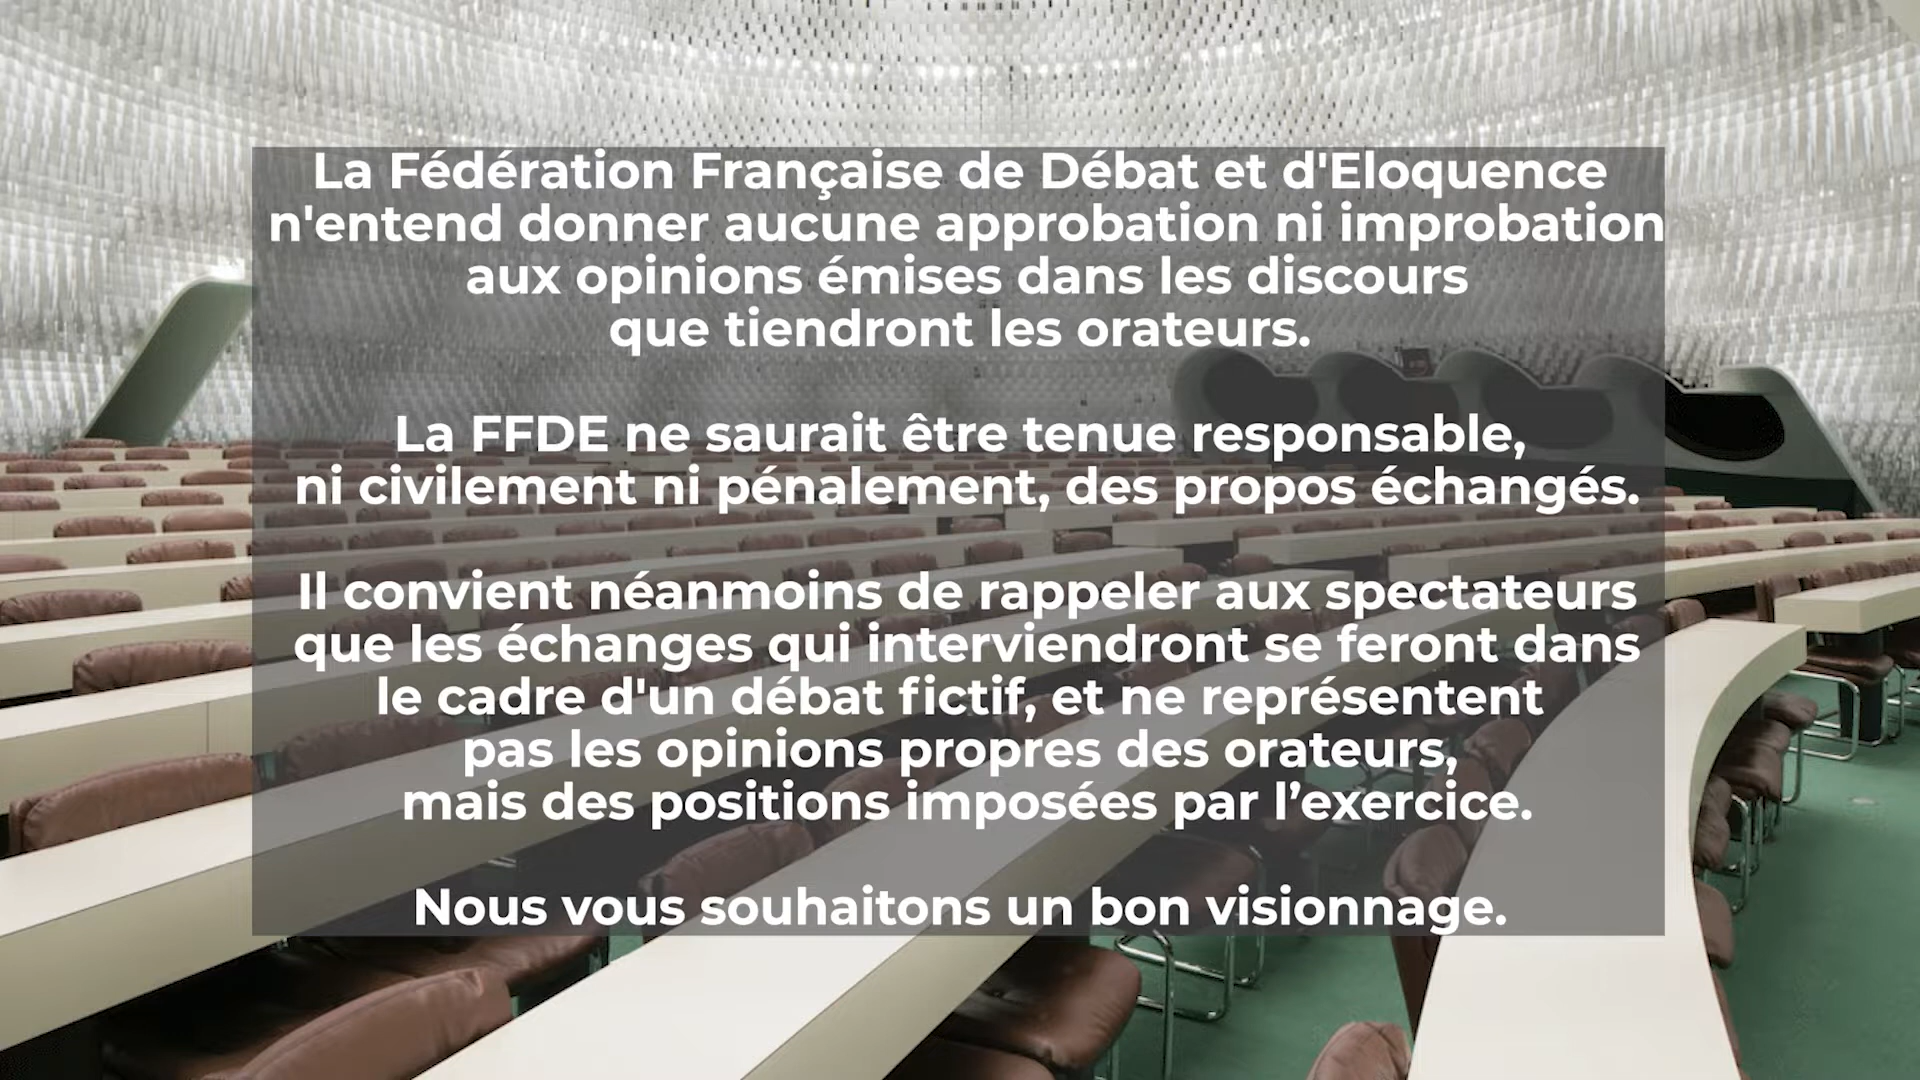 La Fédération Française de Débat et d'Eloquence
n'entend donner aucune approbation ni improbation
aux opinions émises dans les discours
que tiendront les orateurs.
La FFDE ne saurait être tenue responsable,
ni civilement ni pénalement, des propos échangés.
Il convient néanmoins de rappeler aux spectateurs
que les échanges qui interviendront se feront dans
le cadre d'un débat fictif, et ne représentent
pas les opinions propres des orateurs,
mais des positions imposées par l’exercice.
Nous vous souhaitons un bon visionnage.